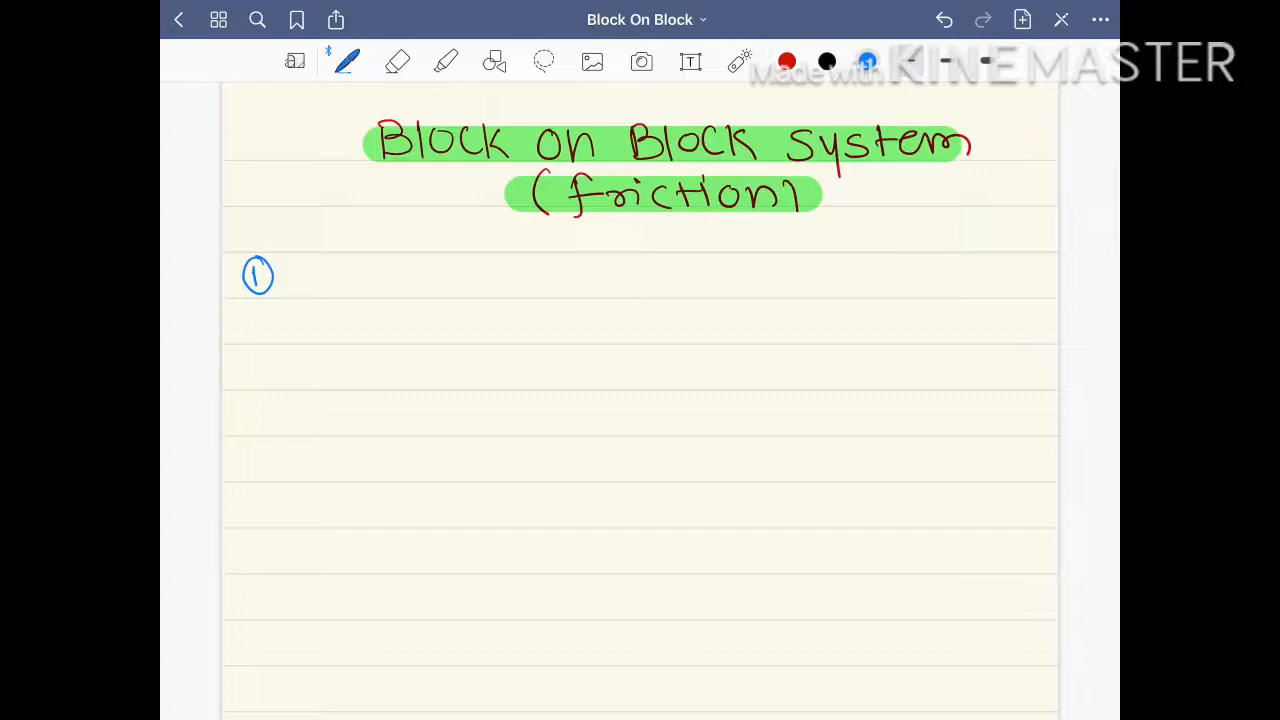 Block On Block
Made with KINEMASTER
Block on Block system
(friction)
①